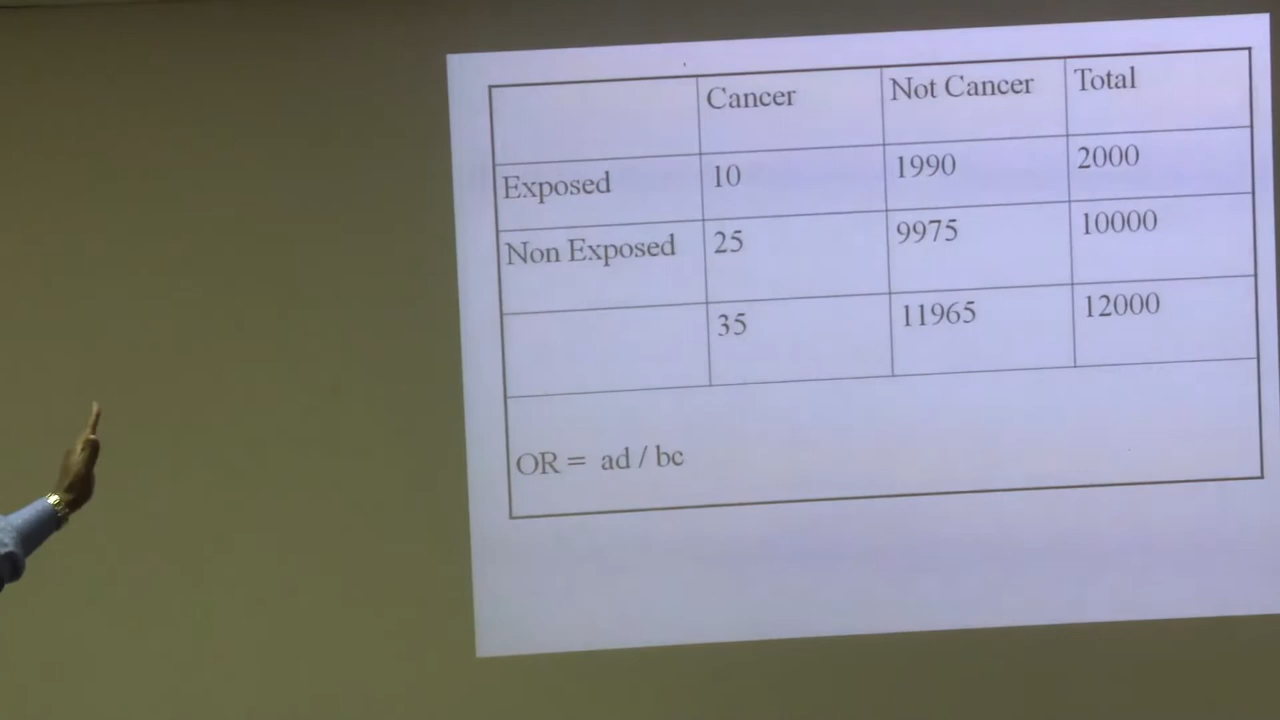 Cancer Not Cancer Total
Exposed 10 1990 2000
Non Exposed 25 9975 10000
35 11965 12000
OR = ad / bc